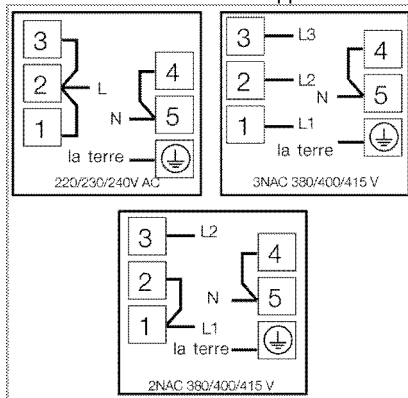 3
2 L 4
1 N 5
la terre
220/230/240V AC
3 L3 4
2 L2 N 5
1 L1
la terre
3NAC 380/400/415 V
3 L2 4
2 N 5
1 L1
la terre
2NAC 380/400/415 V